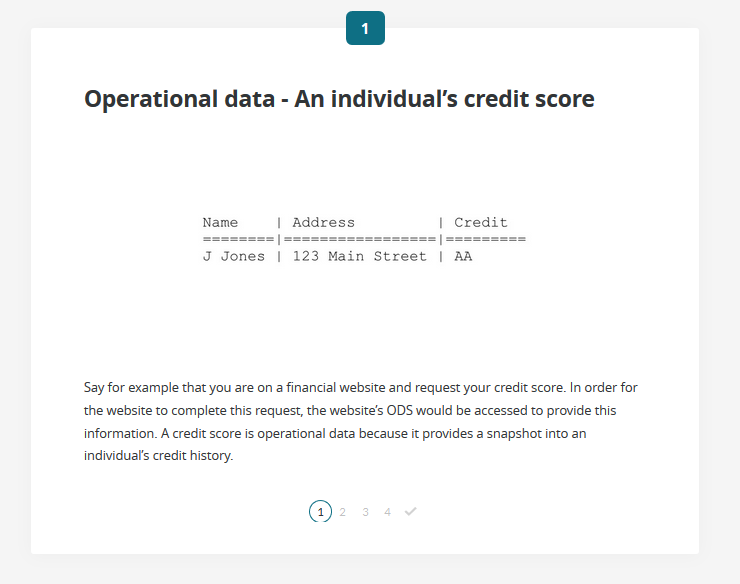 1
Operational data - An individual’s credit score
Name    | Address         | Credit
========|=================|=========
J Jones | 123 Main Street | AA
Say for example that you are on a financial website and request your credit score. In order for
the website to complete this request, the website’s ODS would be accessed to provide this
information. A credit score is operational data because it provides a snapshot into an
individual’s credit history.
1 2 3 4 ✓